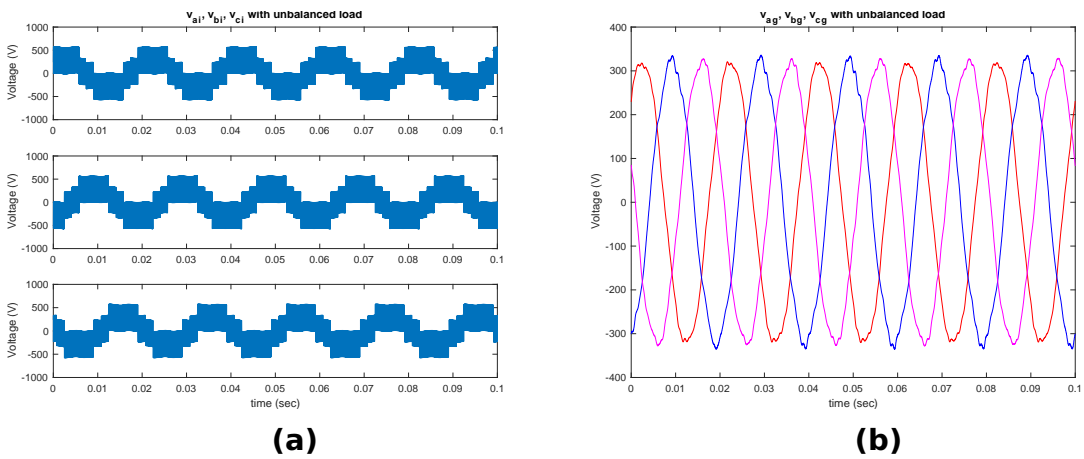 v_ai, v_bi, v_ci with unbalanced load
1000
500
0
-500
-1000
Voltage (V)
0 0.01 0.02 0.03 0.04 0.05 0.06 0.07 0.08 0.09 0.1
1000
500
0
-500
-1000
Voltage (V)
0 0.01 0.02 0.03 0.04 0.05 0.06 0.07 0.08 0.09 0.1
1000
500
0
-500
-1000
Voltage (V)
0 0.01 0.02 0.03 0.04 0.05 0.06 0.07 0.08 0.09 0.1
time (sec)
(a)
v_ag, v_bg, v_cg with unbalanced load
400
300
200
100
0
-100
-200
-300
-400
Voltage (V)
0 0.01 0.02 0.03 0.04 0.05 0.06 0.07 0.08 0.09 0.1
time (sec)
(b)